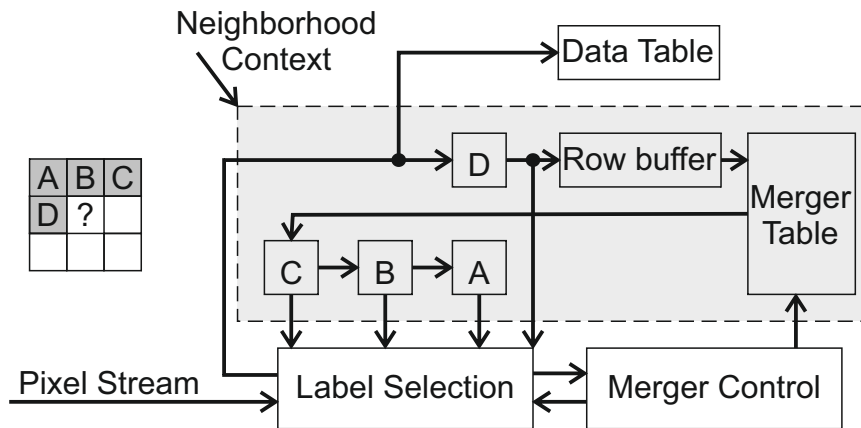 Neighborhood
Context
Data Table
A B C
D ?
D
Row buffer
Merger
Table
C
B
A
Pixel Stream
Label Selection
Merger Control